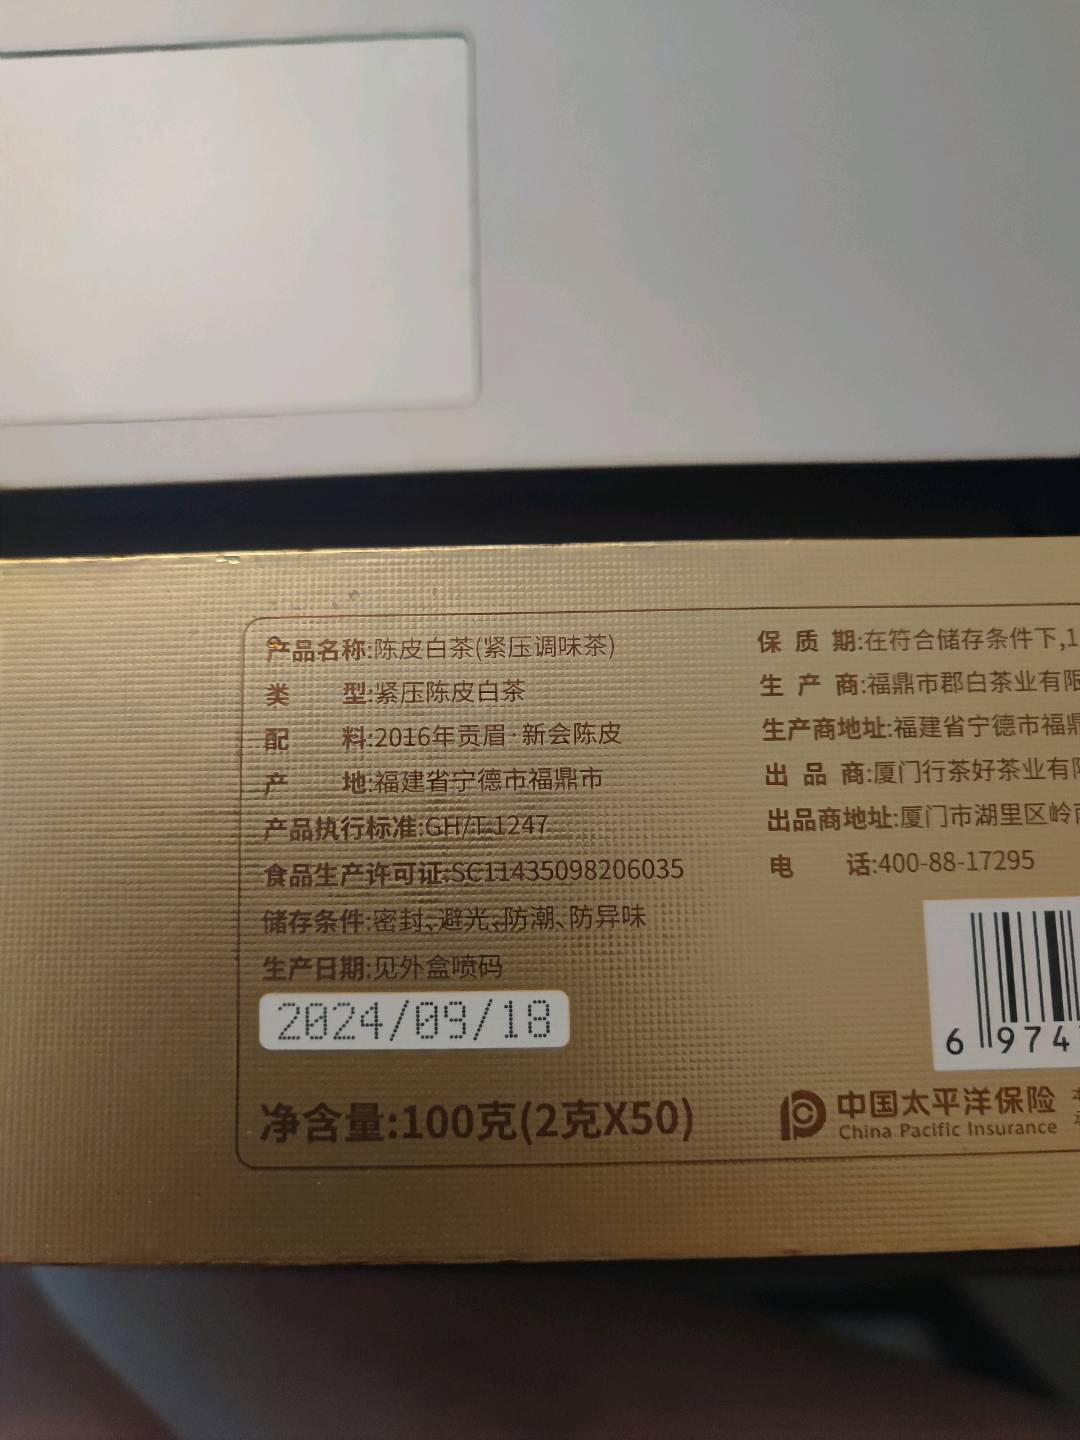 产品名称:陈皮白茶(紧压调味茶)
类 型:紧压陈皮白茶
配 料:2016年贡眉·新会陈皮
产 地:福建省宁德市福鼎市
产品执行标准:GH/T 1247
食品生产许可证:SC11435098206035
储存条件:密封、避光、防潮、防异味
生产日期:见外盒喷码
2024/09/18
净含量:100克(2克X50)
保 质 期:在符合储存条件下,1
生 产 商:福鼎市郡白茶业有限
生产商地址:福建省宁德市福鼎
出 品 商:厦门行茶好茶业有限
出品商地址:厦门市湖里区岭
电 话:400-88-17295
6 974
中国太平洋保险
China Pacific Insurance